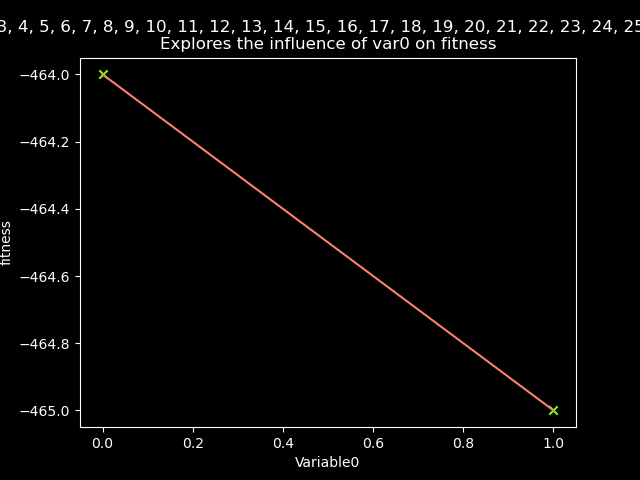 3, 4, 5, 6, 7, 8, 9, 10, 11, 12, 13, 14, 15, 16, 17, 18, 19, 20, 21, 22, 23, 24, 25
Explores the influence of var0 on fitness
−464.0
−464.2
−464.4
−464.6
−464.8
−465.0
fitness
0.0 0.2 0.4 0.6 0.8 1.0
Variable0